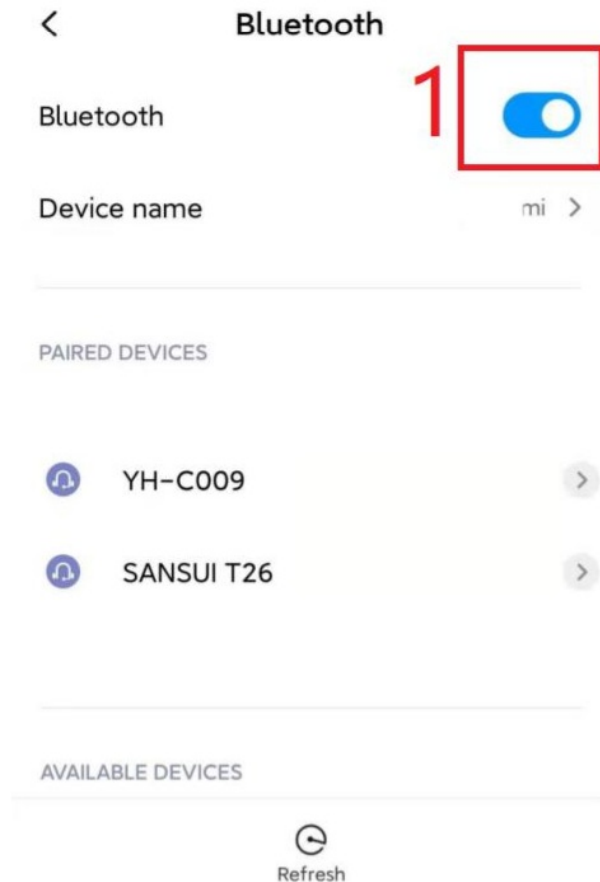 Bluetooth
1
Bluetooth
Device name mi
PAIRED DEVICES
YH-C009
SANSUI T26
AVAILABLE DEVICES
Refresh